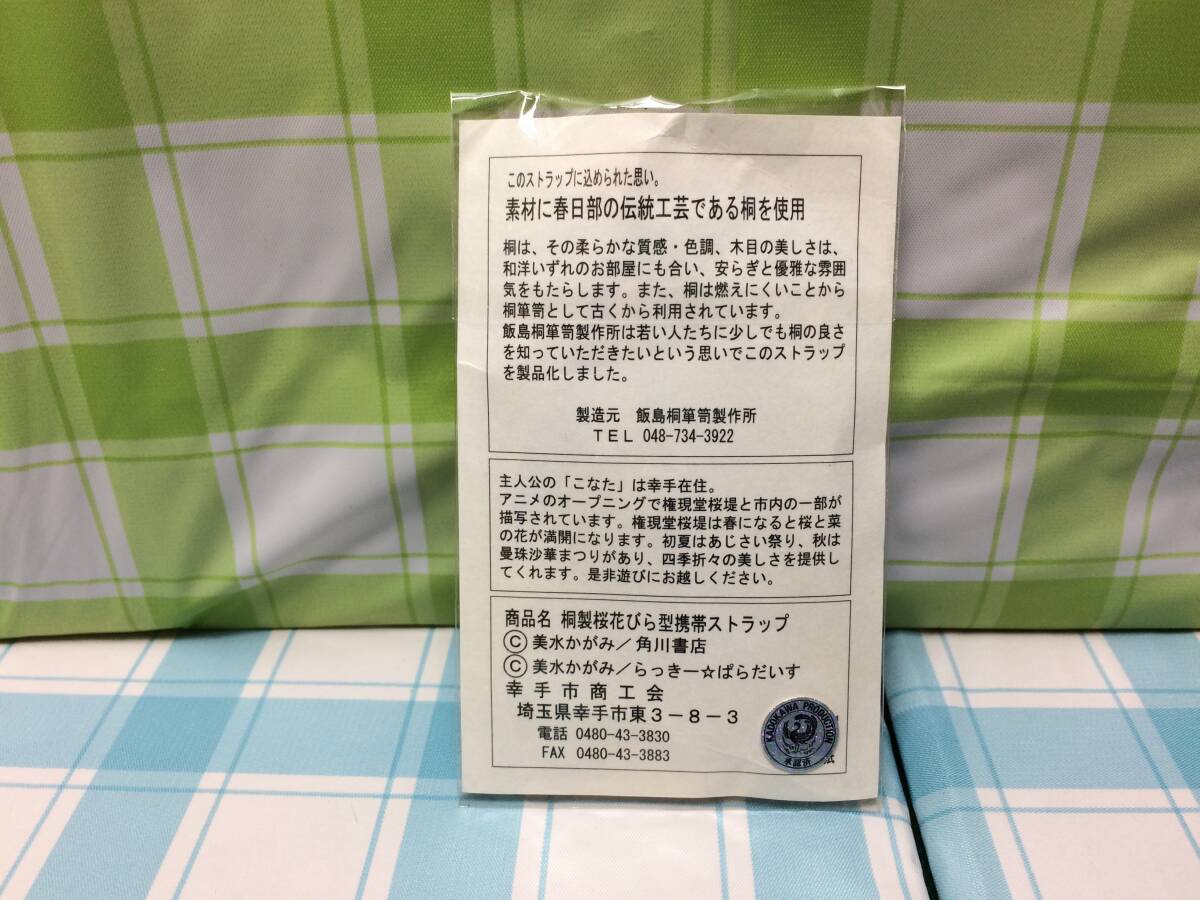 このストラップに込められた思い。
素材に春日部の伝統工芸である桐を使用
桐は、その柔らかな質感・色調、木目の美しさは、
和洋いずれのお部屋にも合い、安らぎと優雅な雰囲
気をもたらします。また、桐は燃えにくいことから
桐箪笥として古くから利用されています。
飯島桐箪笥製作所は若い人たちに少しでも桐の良さ
を知っていただきたいという思いでこのストラップ
を製品化しました。
製造元 飯島桐箪笥製作所
TEL 048-734-3922
主人公の「こなた」は幸手在住。
アニメのオープニングで権現堂桜堤と市内の一部が
描写されています。権現堂桜堤は春になると桜と菜
の花が満開になります。初夏はあじさい祭り、秋は
曼珠沙華まつりがあり、四季折々の美しさを提供し
てくれます。是非遊びにお越しください。
商品名 桐製桜花びら型携帯ストラップ
Ⓒ美水かがみ/角川書店
Ⓒ美水かがみ/らっきー☆ぱらだいす
幸手市商工会
埼玉県幸手市東3-8-3
電話 0480-43-3830
FAX 0480-43-3883
KADOKAWA PRODUCTION
承認済
式